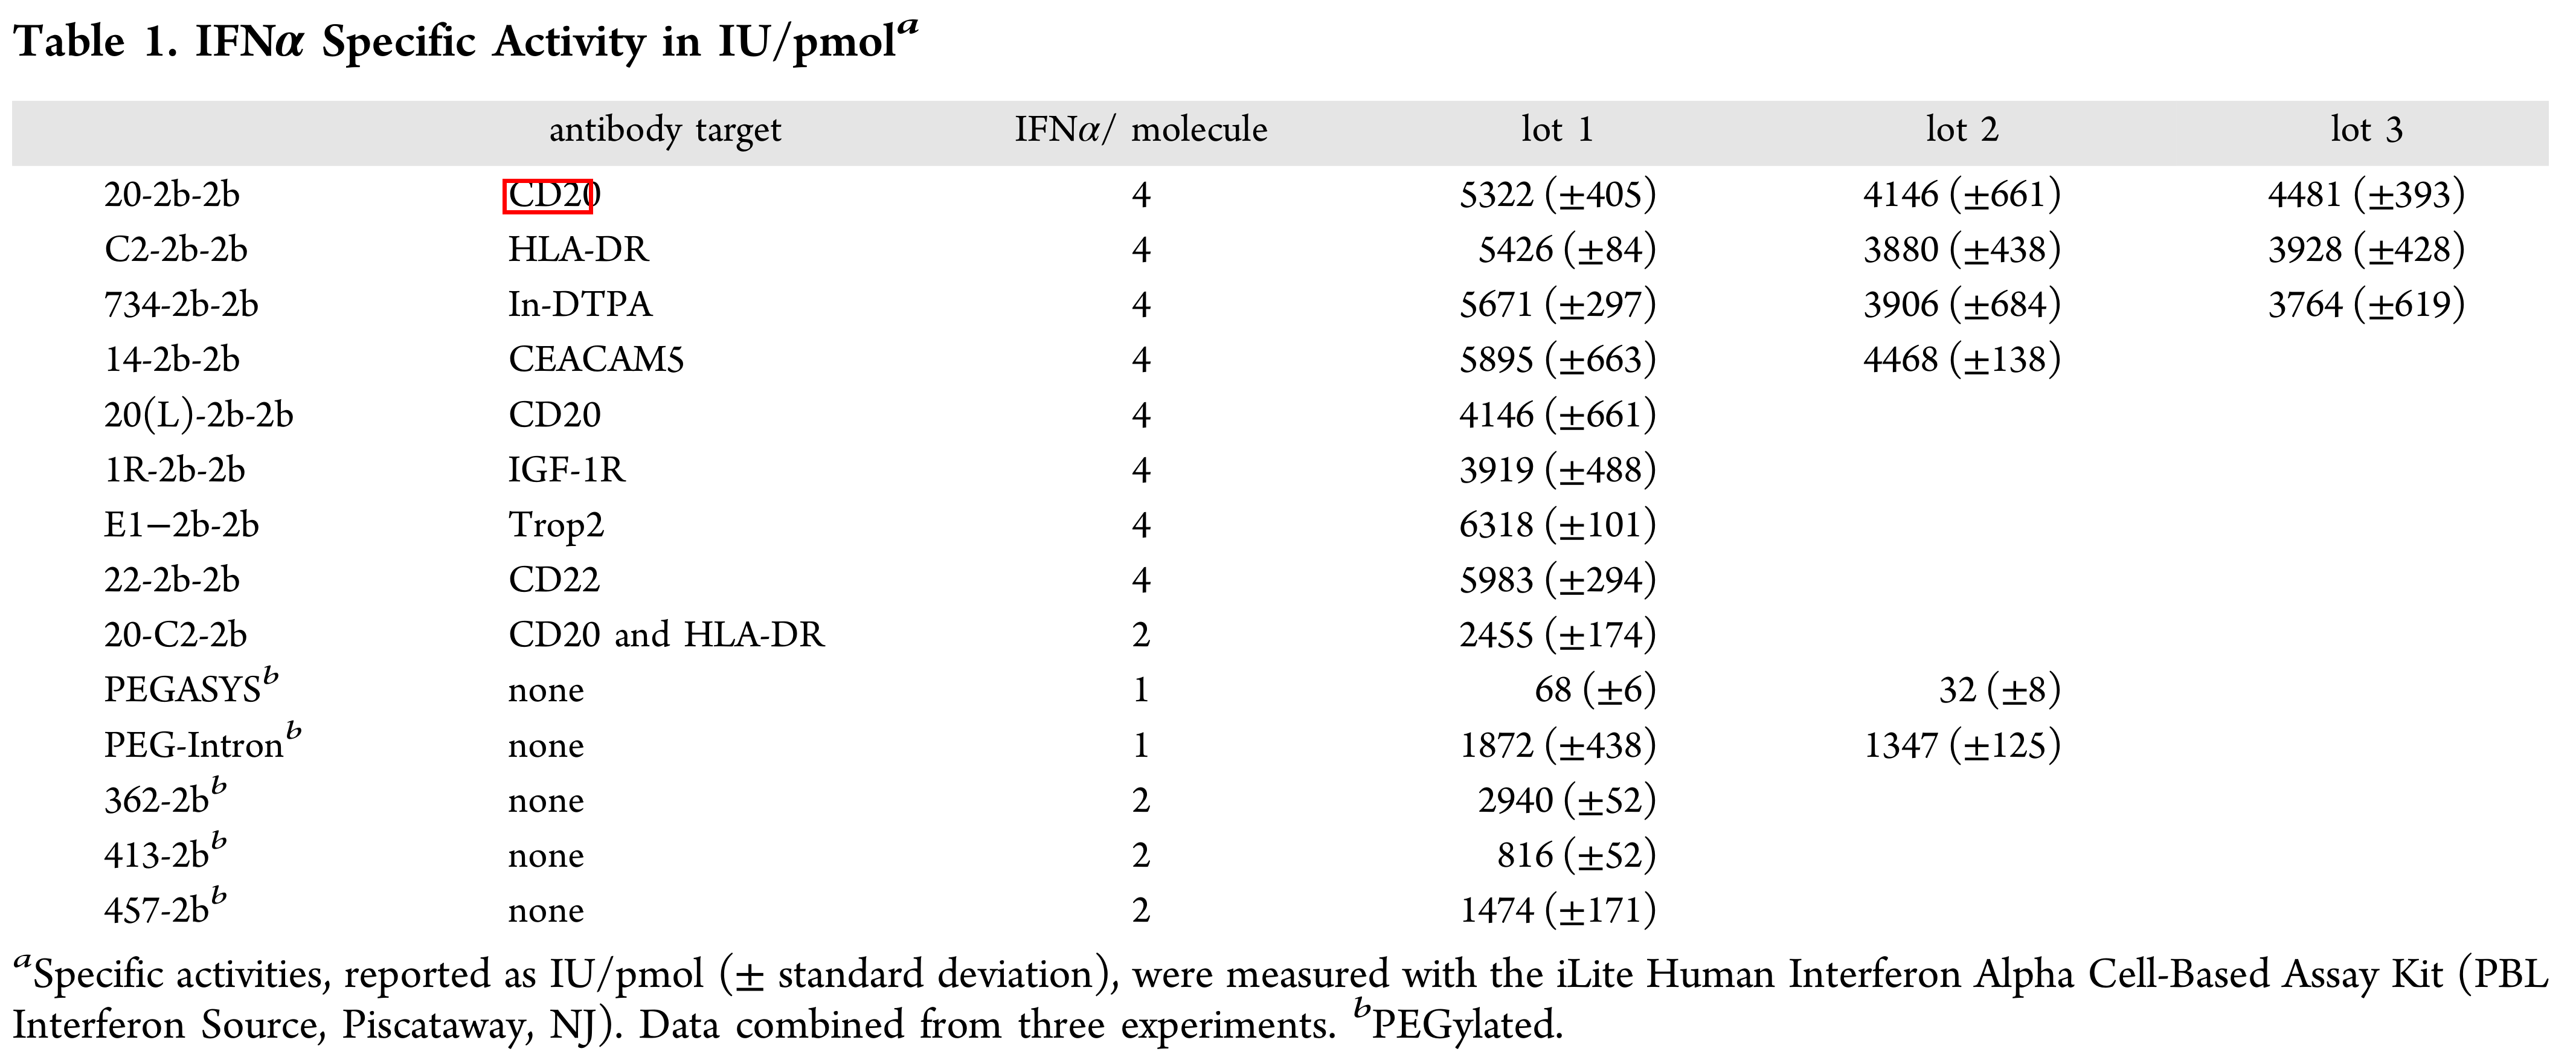 Table 1. IFNα Specific Activity in IU/pmol^a
antibody target IFNα/ molecule lot 1 lot 2 lot 3
20-2b-2b CD20 4 5322 (±405) 4146 (±661) 4481 (±393)
C2-2b-2b HLA-DR 4 5426 (±84) 3880 (±438) 3928 (±428)
734-2b-2b In-DTPA 4 5671 (±297) 3906 (±684) 3764 (±619)
14-2b-2b CEACAM5 4 5895 (±663) 4468 (±138)
20(L)-2b-2b CD20 4 4146 (±661)
1R-2b-2b IGF-1R 4 3919 (±488)
E1−2b-2b Trop2 4 6318 (±101)
22-2b-2b CD22 4 5983 (±294)
20-C2-2b CD20 and HLA-DR 2 2455 (±174)
PEGASYS^b none 1 68 (±6) 32 (±8)
PEG-Intron^b none 1 1872 (±438) 1347 (±125)
362-2b^b none 2 2940 (±52)
413-2b^b none 2 816 (±52)
457-2b^b none 2 1474 (±171)
^aSpecific activities, reported as IU/pmol (± standard deviation), were measured with the iLite Human Interferon Alpha Cell-Based Assay Kit (PBL
Interferon Source, Piscataway, NJ). Data combined from three experiments. ^bPEGylated.